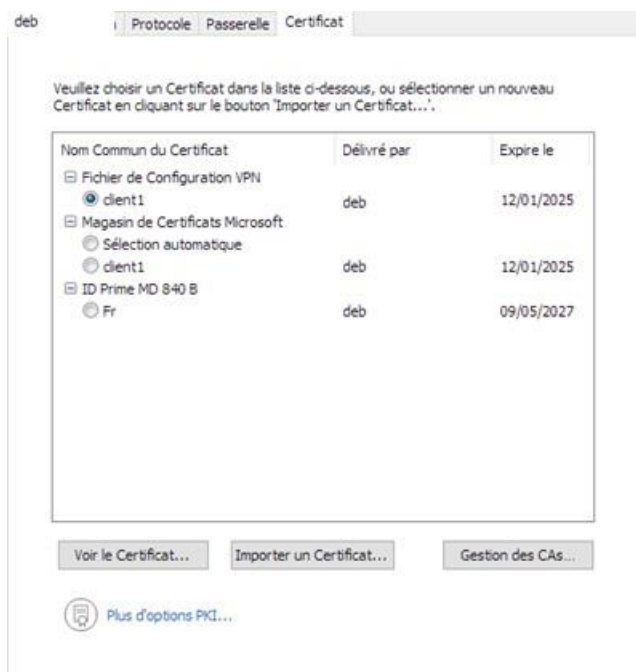 deb Protocole Passerelle Certificat
Veuillez choisir un Certificat dans la liste ci-dessous, ou sélectionner un nouveau
Certificat en cliquant sur le bouton 'Importer un Certificat...'.
Nom Commun du Certificat Délivré par Expire le
Fichier de Configuration VPN
client1 deb 12/01/2025
Magasin de Certificats Microsoft
Sélection automatique
client1 deb 12/01/2025
ID Prime MD 840 B
Fr deb 09/05/2027
Voir le Certificat... Importer un Certificat... Gestion des CAs...
Plus d'options PKI...